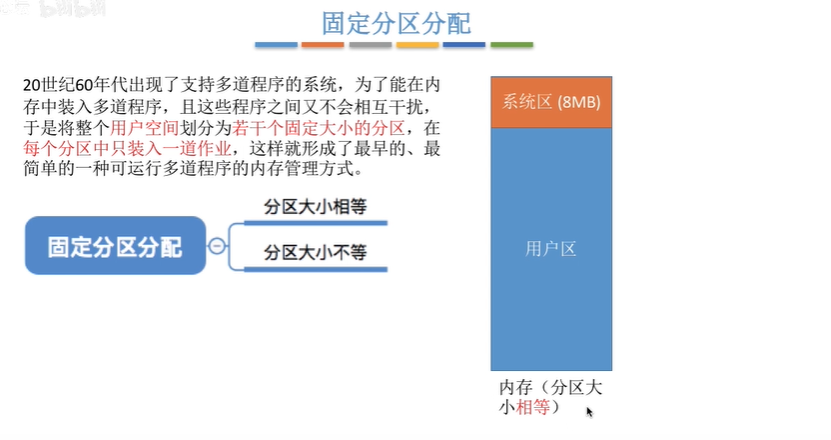 bilibili
固定分区分配
20世纪60年代出现了支持多道程序的系统，为了能在内
存中装入多道程序，且这些程序之间又不会相互干扰，
于是将整个用户空间划分为若干个固定大小的分区，在
每个分区中只装入一道作业，这样就形成了最早的、最
简单的一种可运行多道程序的内存管理方式。
固定分区分配
分区大小相等
分区大小不等
系统区 (8MB)
用户区
内存（分区大
小相等）